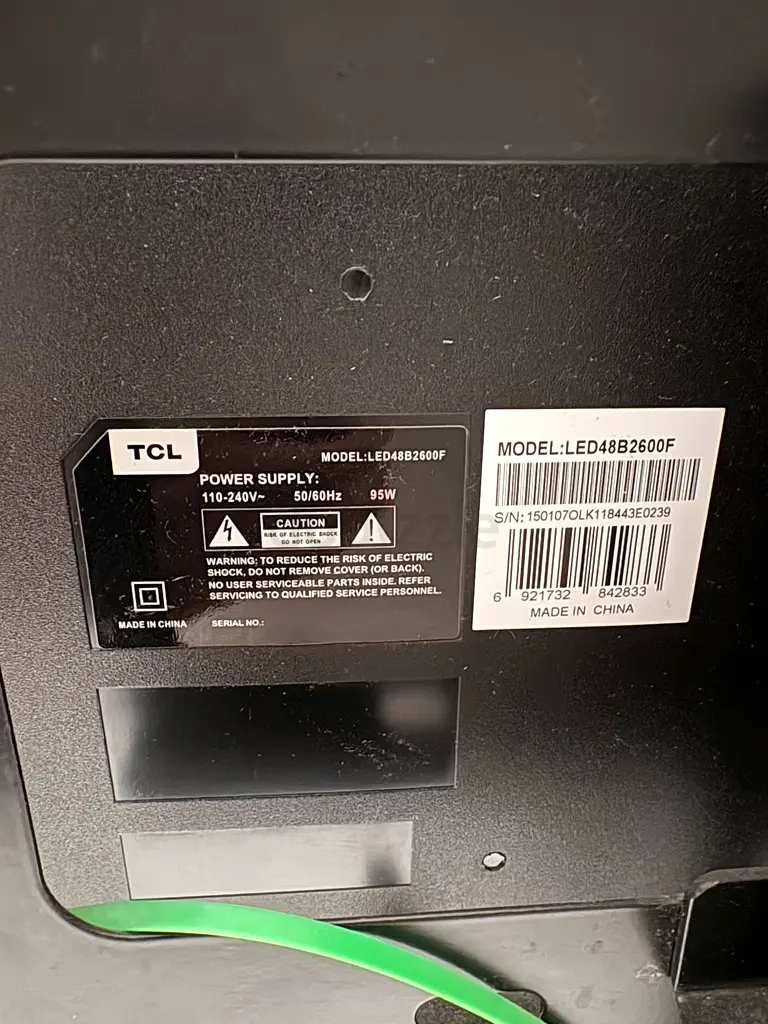 TCL
MODEL:LED48B2600F
POWER SUPPLY:
110-240V~ 50/60Hz 95W
CAUTION
RISK OF ELECTRIC SHOCK
DO NOT OPEN
WARNING: TO REDUCE THE RISK OF ELECTRIC
SHOCK, DO NOT REMOVE COVER (OR BACK).
NO USER SERVICEABLE PARTS INSIDE. REFER
SERVICING TO QUALIFIED SERVICE PERSONNEL.
MADE IN CHINA SERIAL NO.:
MODEL:LED48B2600F
S/N:150107OLK118443E0239
6 921732 842833
MADE IN CHINA